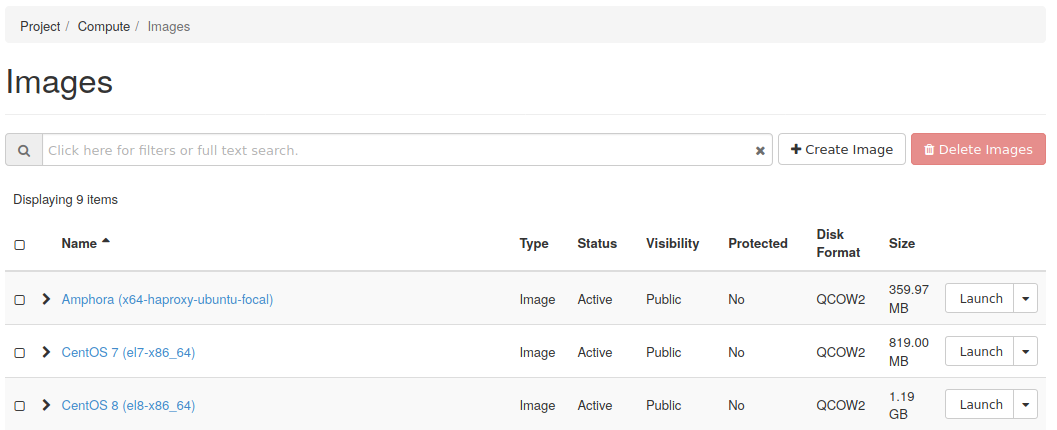 Project / Compute / Images
Images
Click here for filters or full text search.
Create Image
Delete Images
Displaying 9 items
Name Type Status Visibility Protected Disk Format Size
Amphora (x64-haproxy-ubuntu-focal) Image Active Public No QCOW2 359.97 MB Launch
CentOS 7 (el7-x86_64) Image Active Public No QCOW2 819.00 MB Launch
CentOS 8 (el8-x86_64) Image Active Public No QCOW2 1.19 GB Launch